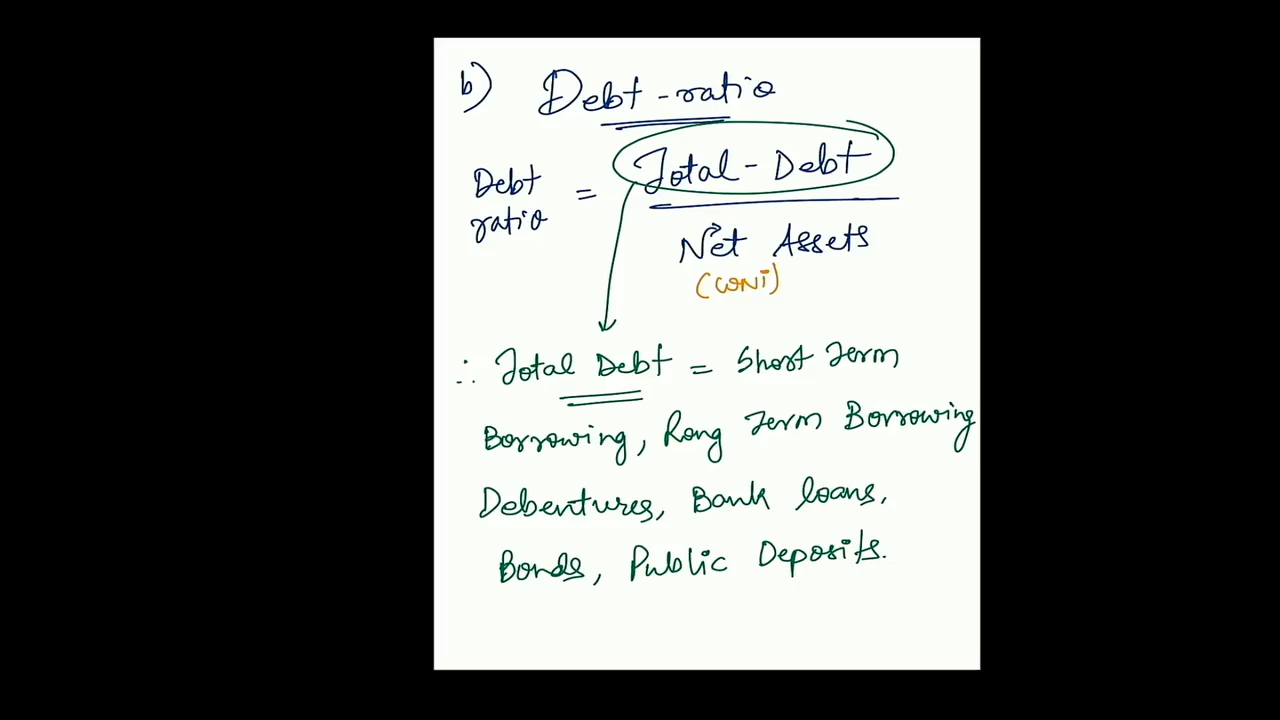 b) Debt-ratio
Debt ratio = Total-Debt
Net Assets
∴ Total Debt = Short Term
Borrowing, Long Term Borrowing
Debentures, Bank loans,
Bonds, Public Deposits.